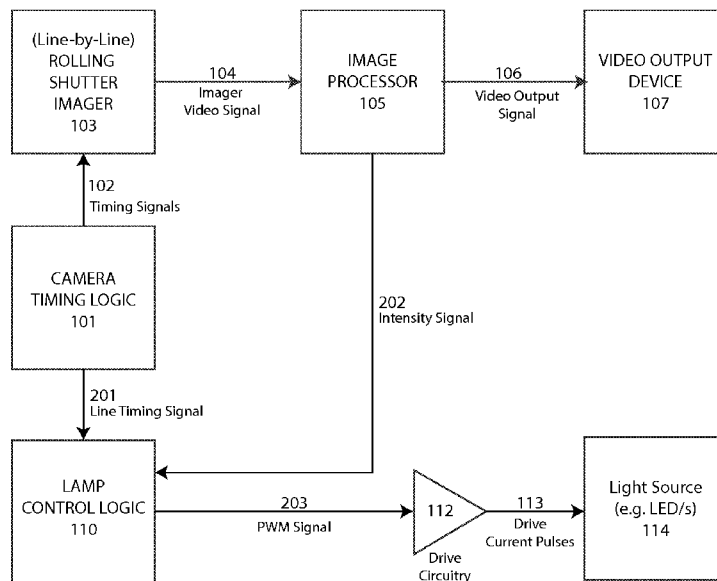 (Line-by-Line)
ROLLING
SHUTTER
IMAGER
103
104
Imager
Video Signal
IMAGE
PROCESSOR
105
106
Video Output
Signal
VIDEO OUTPUT
DEVICE
107
102
Timing Signals
CAMERA
TIMING LOGIC
101
202
Intensity Signal
201
Line Timing Signal
LAMP
CONTROL LOGIC
110
203
PWM Signal
112
Drive
Circuitry
113
Drive
Current Pulses
Light Source
(e.g. LED/s)
114